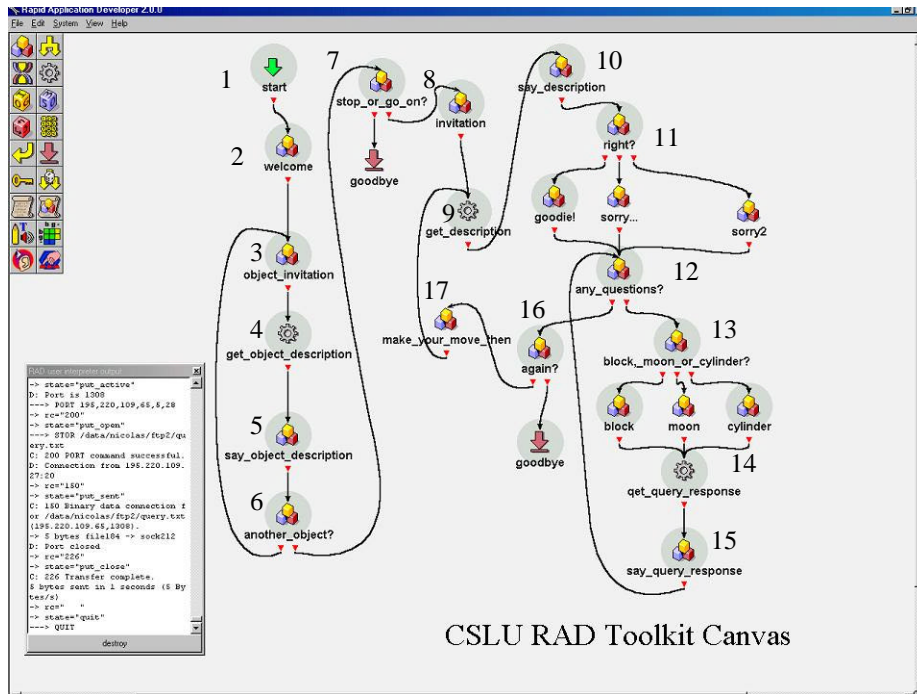 Rapid Application Developer 2.0.0
File Edit System View Help
1
start
2
welcome
3
object_invitation
4
get_object_description
5
say_object_description
6
another_object?
7
stop_or_go_on?
goodbye
8
invitation
9
get_description
10
say_description
11
right?
goodie!
sorry...
sorry2
12
any_questions?
13
block,_moon_or_cylinder?
block
moon
cylinder
14
get_query_response
15
say_query_response
16
again?
goodbye
17
make_your_move_then
RAD user interpreter output
-> state="put_active"
D: Port is 1308
---> PORT 195,220,109,65,5,28
-> rc="200"
-> state="put_open"
---> STOR /data/nicolas/ftp2/qu
ery.txt
C: 200 PORT command successful.
D: Connection from 195.220.109.
27:20
-> rc="150"
-> state="put_sent"
C: 150 Binary data connection f
or /data/nicolas/ftp2/query.txt
(195.220.109.65,1308).
-> 5 bytes file184 -> sock212
D: Port closed
-> rc="226"
-> state="put_close"
C: 226 Transfer complete.
5 bytes sent in 1 seconds (5 By
tes/s)
-> rc=" "
-> state="quit"
---> QUIT
destroy
CSLU RAD Toolkit Canvas